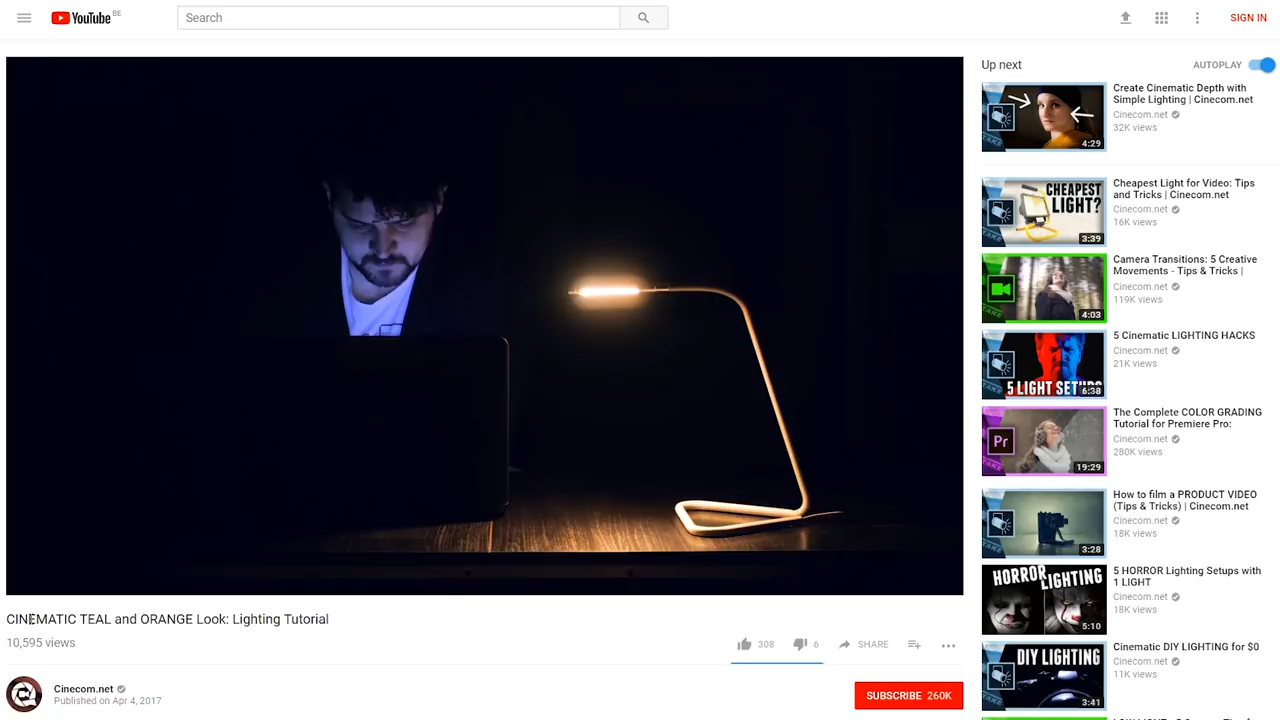 YouTube BE
Search
SIGN IN
Up next
AUTOPLAY
4:29
Create Cinematic Depth with
Simple Lighting | Cinecom.net
Cinecom.net
32K views
CHEAPEST
LIGHT?
3:39
Cheapest Light for Video: Tips
and Tricks | Cinecom.net
Cinecom.net
16K views
4:03
Camera Transitions: 5 Creative
Movements - Tips & Tricks |
Cinecom.net
119K views
5 LIGHT SETUPS
6:38
5 Cinematic LIGHTING HACKS
Cinecom.net
21K views
Pr
19:29
The Complete COLOR GRADING
Tutorial for Premiere Pro:
Cinecom.net
280K views
3:28
How to film a PRODUCT VIDEO
(Tips & Tricks) | Cinecom.net
Cinecom.net
18K views
HORROR LIGHTING
5:10
5 HORROR Lighting Setups with
1 LIGHT
Cinecom.net
18K views
DIY LIGHTING
3:41
Cinematic DIY LIGHTING for $0
Cinecom.net
11K views
CINEMATIC TEAL and ORANGE Look: Lighting Tutorial
10,595 views
308
6
SHARE
Cinecom.net
Published on Apr 4, 2017
SUBSCRIBE 260K